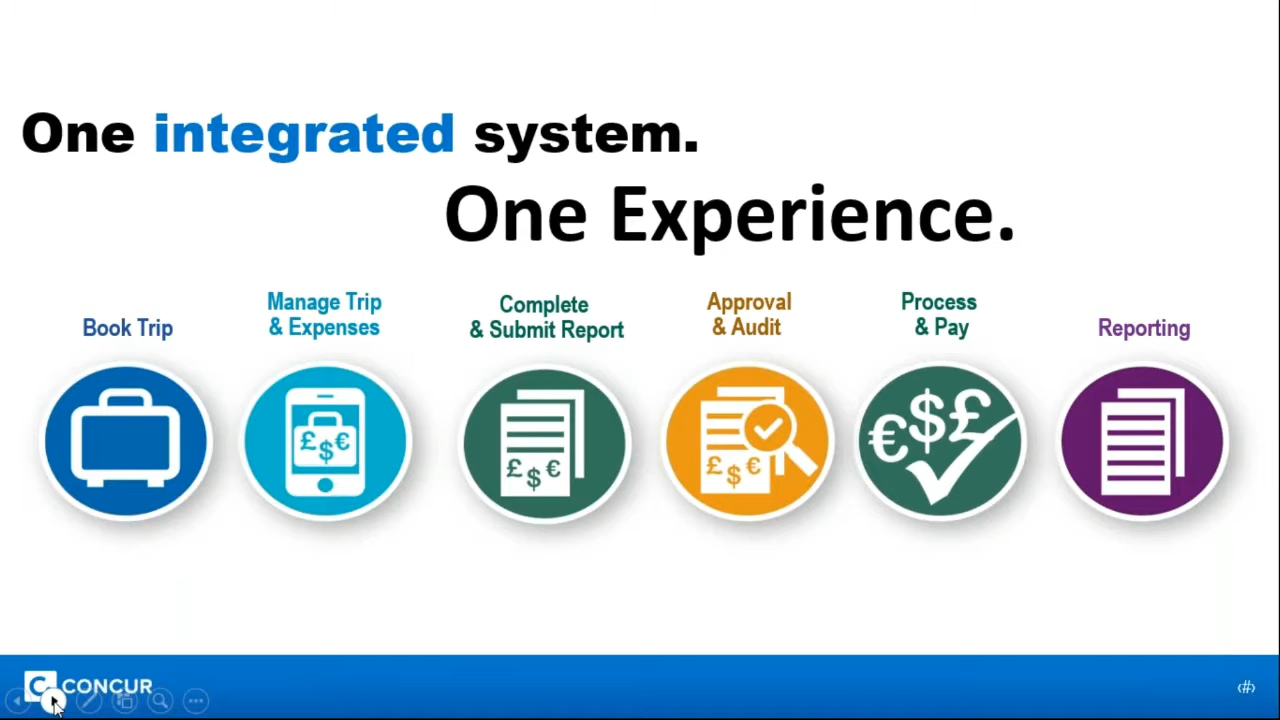 One integrated system.
One Experience.
Book Trip
Manage Trip
& Expenses
Complete
& Submit Report
Approval
& Audit
Process
& Pay
Reporting
£ $ €
£ $ €
£ $ €
€ $ £
C CONCUR
‹#›